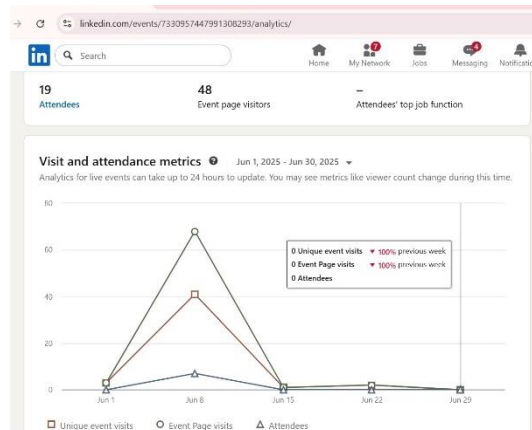 linkedin.com/events/7330957447991308293/analytics/
in
Search
Home
7
My Network
Jobs
4
Messaging
19
Attendees
48
Event page visitors
–
Attendees' top job function
Visit and attendance metrics ? Jun 1, 2025 - Jun 30, 2025
Analytics for live events can take up to 24 hours to update. You may see metrics like viewer count change during this time.
80
60
40
20
0
0 Unique event visits ▼ 100% previous week
0 Event Page visits ▼ 100% previous week
0 Attendees
Jun 1 Jun 8 Jun 15 Jun 22 Jun 29
Unique event visits Event Page visits Attendees